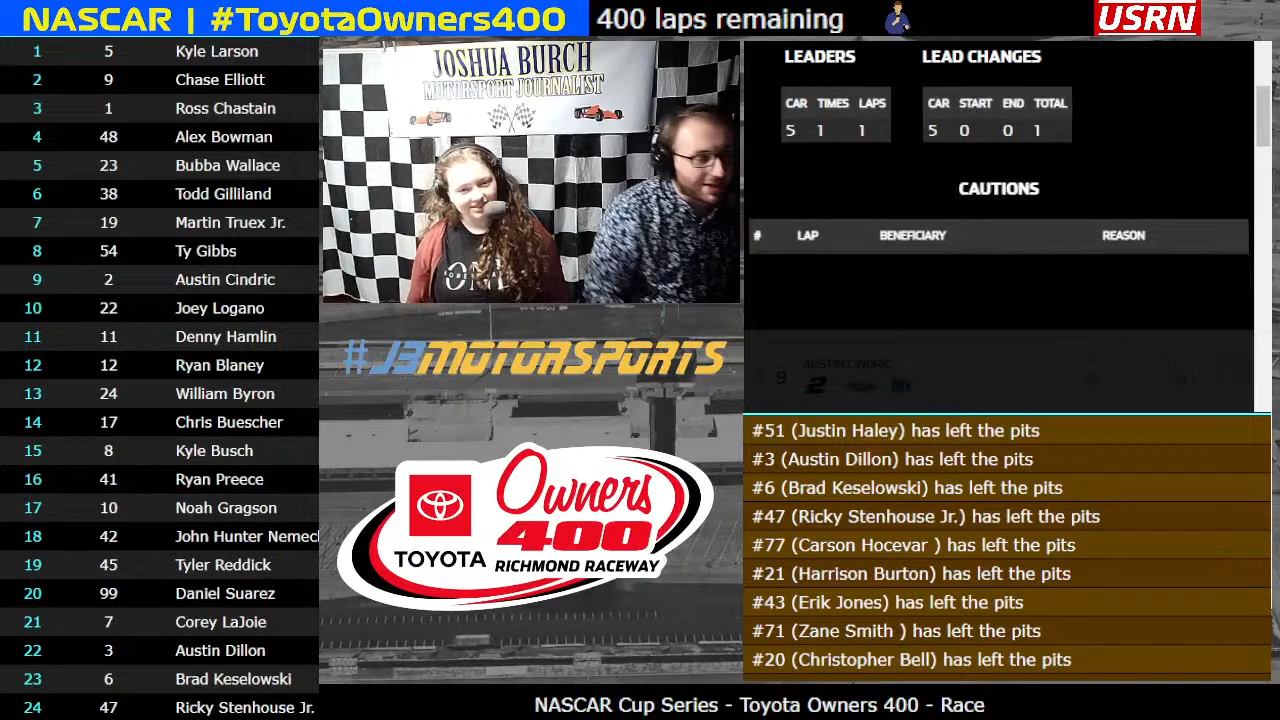 NASCAR | #ToyotaOwners400
400 laps remaining
USRN
1 5 Kyle Larson
2 9 Chase Elliott
3 1 Ross Chastain
4 48 Alex Bowman
5 23 Bubba Wallace
6 38 Todd Gilliland
7 19 Martin Truex Jr.
8 54 Ty Gibbs
9 2 Austin Cindric
10 22 Joey Logano
11 11 Denny Hamlin
12 12 Ryan Blaney
13 24 William Byron
14 17 Chris Buescher
15 8 Kyle Busch
16 41 Ryan Preece
17 10 Noah Gragson
18 42 John Hunter Nemec
19 45 Tyler Reddick
20 99 Daniel Suarez
21 7 Corey LaJoie
22 3 Austin Dillon
23 6 Brad Keselowski
24 47 Ricky Stenhouse Jr.
JOSHUA BURCH
MOTORSPORT JOURNALIST
#JBMOTORSPORTS
Owners
400
TOYOTA
RICHMOND RACEWAY
LEADERS
CAR TIMES LAPS
5 1 1
LEAD CHANGES
CAR START END TOTAL
5 0 0 1
CAUTIONS
# LAP BENEFICIARY REASON
AUSTIN CINDRIC
9 2
#51 (Justin Haley) has left the pits
#3 (Austin Dillon) has left the pits
#6 (Brad Keselowski) has left the pits
#47 (Ricky Stenhouse Jr.) has left the pits
#77 (Carson Hocevar ) has left the pits
#21 (Harrison Burton) has left the pits
#43 (Erik Jones) has left the pits
#71 (Zane Smith ) has left the pits
#20 (Christopher Bell) has left the pits
NASCAR Cup Series - Toyota Owners 400 - Race